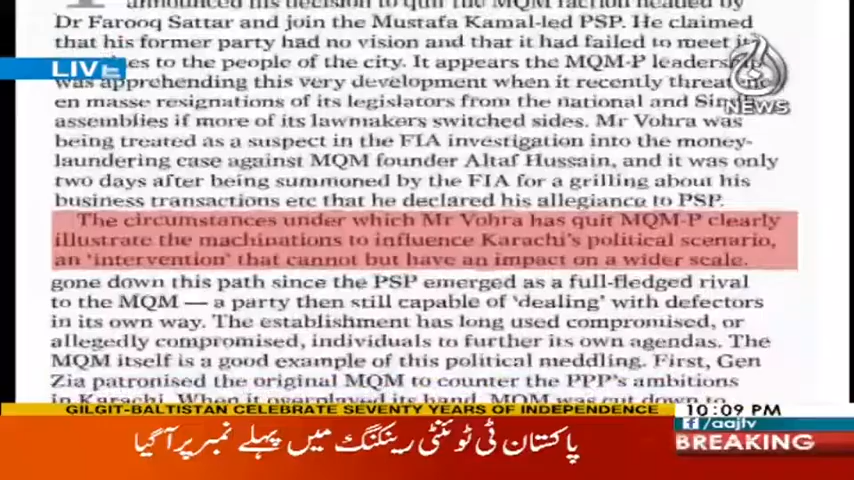 announced his decision to quit the MQM faction headed by
Dr Farooq Sattar and join the Mustafa Kamal-led PSP. He claimed
that his former party had no vision and that it had failed to meet
to the people of the city. It appears the MQM-P
LIVE
was apprehending this very development when it recently
en masse resignations of its legislators from the national and
NEWS
assemblies if more of its lawmakers switched sides. Mr Vohra was
being treated as a suspect in the FIA investigation into the money-
laundering case against MQM founder Altaf Hussain, and it was only
two days after being summoned by the FIA for a grilling about his
business transactions etc that he declared his allegiance to PSP.
The circumstances under which Mr Vohra has quit MQM-P clearly
illustrate the machinations to influence Karachi's political scenario,
an 'intervention' that cannot but have an impact on a wider scale.
gone down this path since the PSP emerged as a full-fledged rival
to the MQM — a party then still capable of 'dealing' with defectors
in its own way. The establishment has long used compromised, or
allegedly compromised, individuals to further its own agendas. The
MQM itself is a good example of this political meddling. First, Gen
Zia patronised the original MQM to counter the PPP's ambitions
in Karachi. When it overplayed its hand, MQM was cut down to
GILGIT-BALTISTAN CELEBRATE SEVENTY YEARS OF INDEPENDENCE
10:09 PM
f/aajtv
BREAKING
پاکستان ٹی ٹوئنٹی رینکنگ میں پہلے نمبر پر آگیا